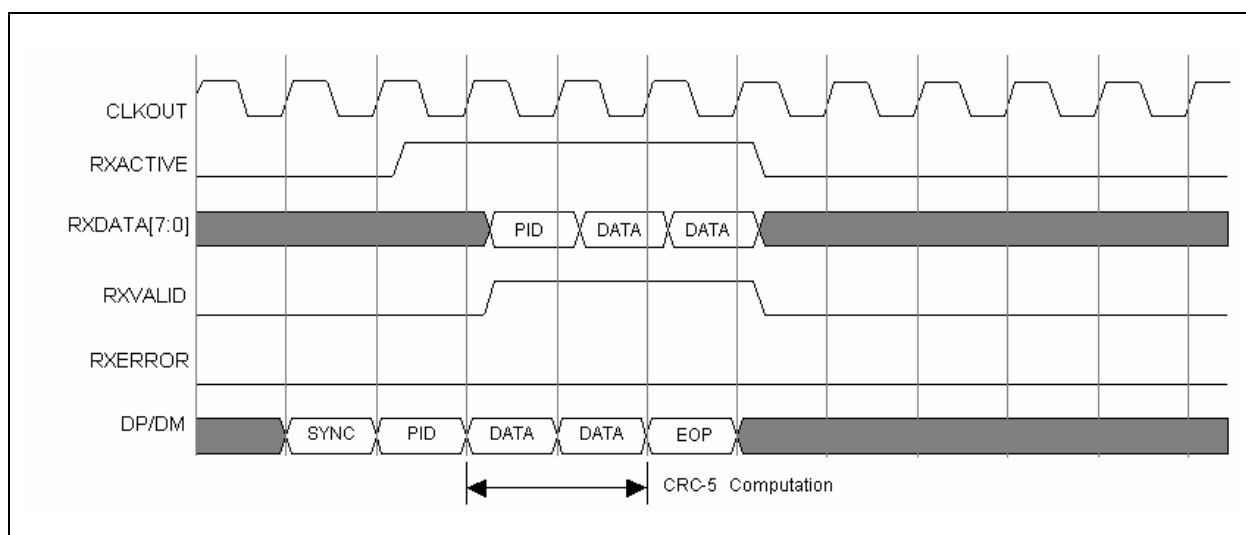 CLKOUT
RXACTIVE
RXDATA[7:0]
PID DATA DATA
RXVALID
RXERROR
DP/DM
SYNC PID DATA DATA EOP
CRC-5 Computation